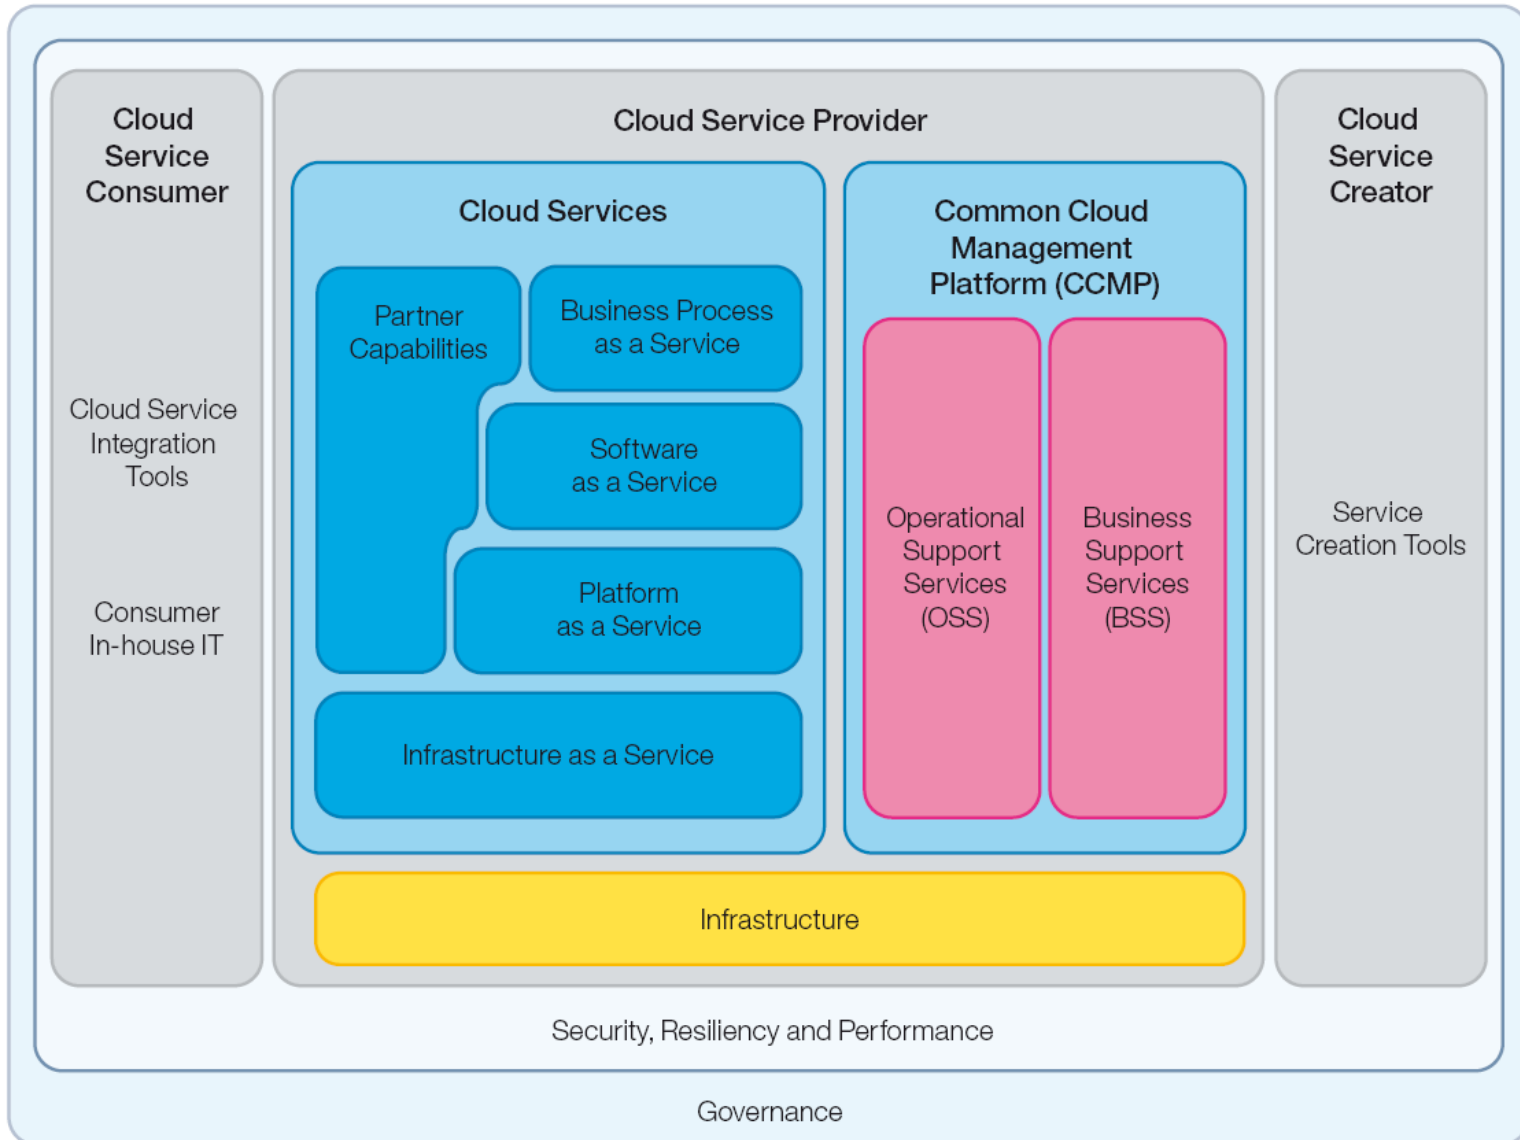 Cloud
Service
Consumer
Cloud Service
Integration
Tools
Consumer
In-house IT
Cloud Service Provider
Cloud Services
Partner
Capabilities
Business Process
as a Service
Software
as a Service
Platform
as a Service
Infrastructure as a Service
Common Cloud
Management
Platform (CCMP)
Operational
Support
Services
(OSS)
Business
Support
Services
(BSS)
Infrastructure
Cloud
Service
Creator
Service
Creation Tools
Security, Resiliency and Performance
Governance